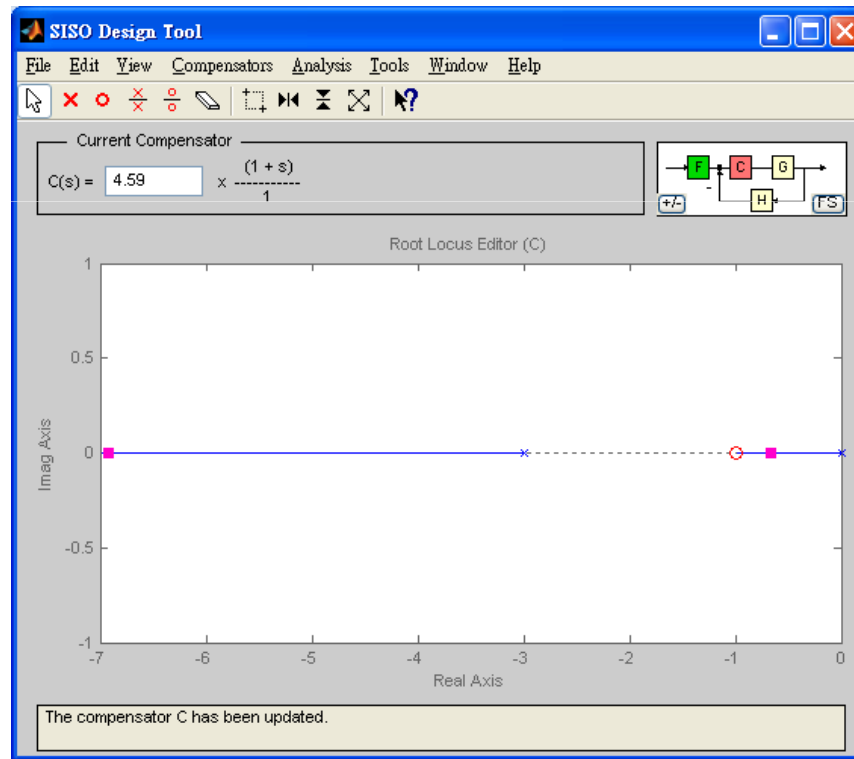 SISO Design Tool
File Edit View Compensators Analysis Tools Window Help
Current Compensator
C(s) = 4.59 x (1 + s)
-----------
1
F C G
-
H
+/- FS
Root Locus Editor (C)
1
0.5
0
-0.5
-1
Imag Axis
-7 -6 -5 -4 -3 -2 -1 0
Real Axis
The compensator C has been updated.